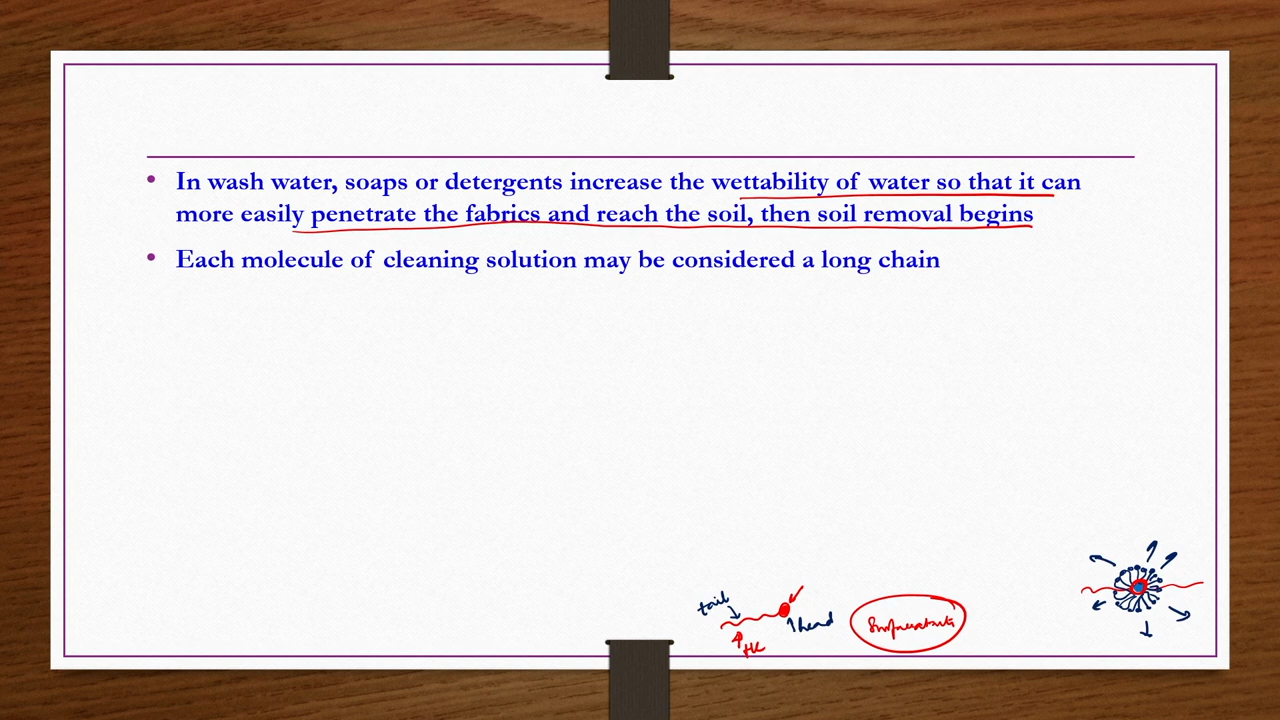 • In wash water, soaps or detergents increase the wettability of water so that it can
more easily penetrate the fabrics and reach the soil, then soil removal begins
• Each molecule of cleaning solution may be considered a long chain
tail
head
HC